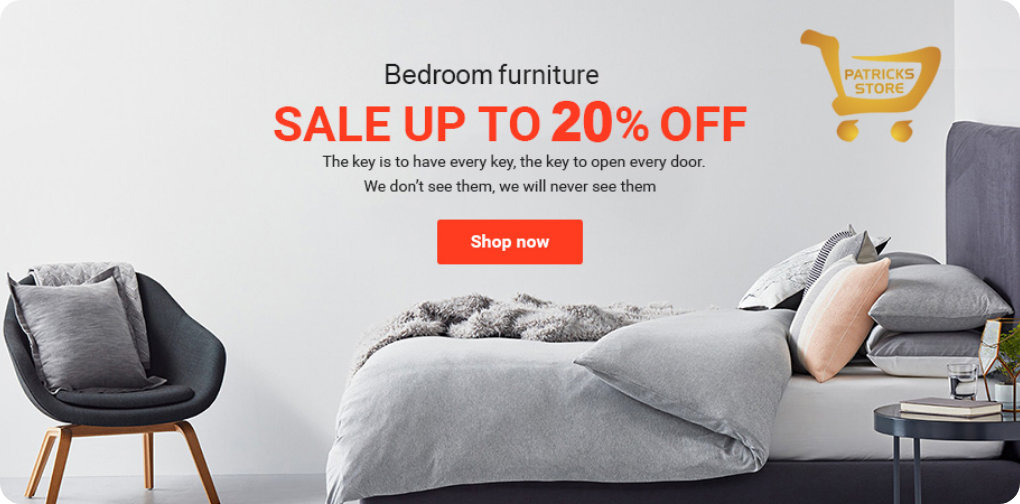 PATRICKS
STORE
Bedroom furniture
SALE UP TO 20% OFF
The key is to have every key, the key to open every door.
We don't see them, we will never see them
Shop now